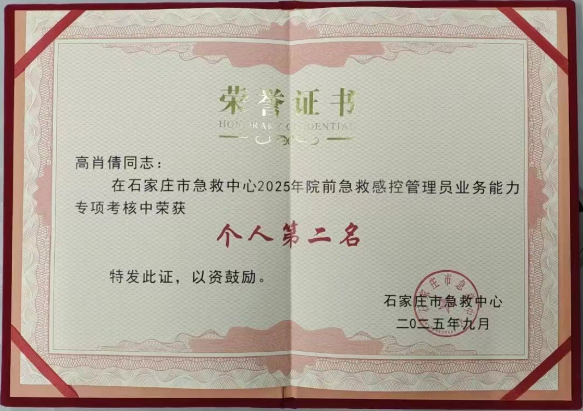 荣誉证书
HONORARY CREDENTIAL
高肖倩同志：
在石家庄市急救中心2025年院前急救感控管理员业务能力
专项考核中荣获
个人第二名
特发此证，以资鼓励。
石家庄市急救中心
二〇二五年九月